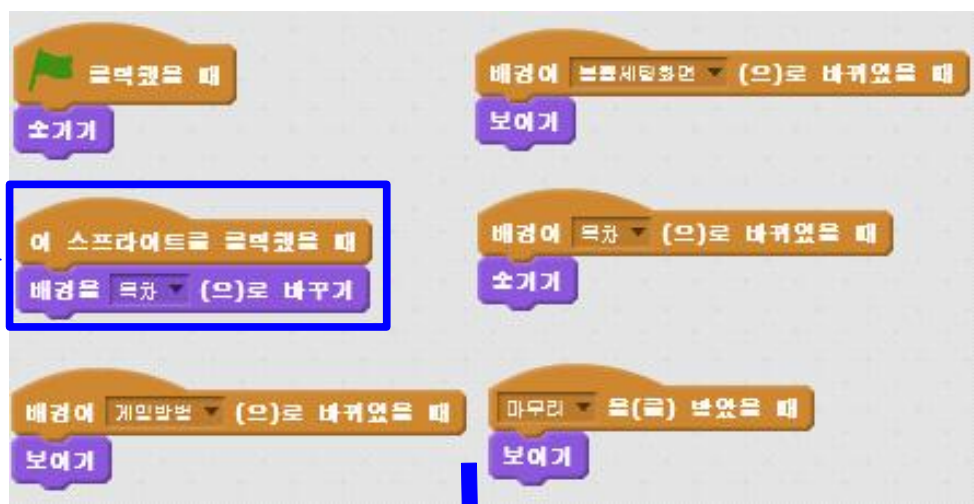 클릭했을 때
숨기기
이 스프라이트를 클릭했을 때
배경을 목차 (으)로 바꾸기
배경이 게임방법 (으)로 바뀌었을 때
보이기
배경이 볼륨세팅화면 (으)로 바뀌었을 때
보이기
배경이 목차 (으)로 바뀌었을 때
숨기기
마무리 을(를) 받았을 때
보이기